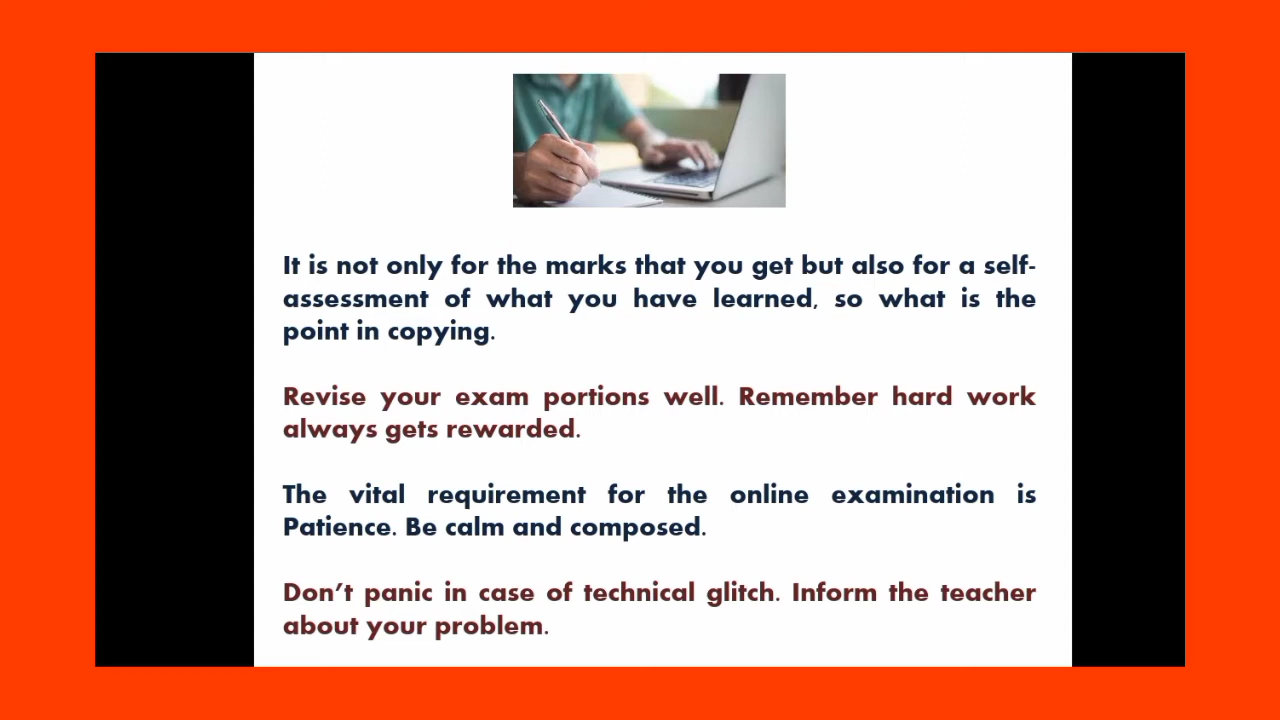 It is not only for the marks that you get but also for a self-
assessment of what you have learned, so what is the
point in copying.
Revise your exam portions well. Remember hard work
always gets rewarded.
The vital requirement for the online examination is
Patience. Be calm and composed.
Don’t panic in case of technical glitch. Inform the teacher
about your problem.